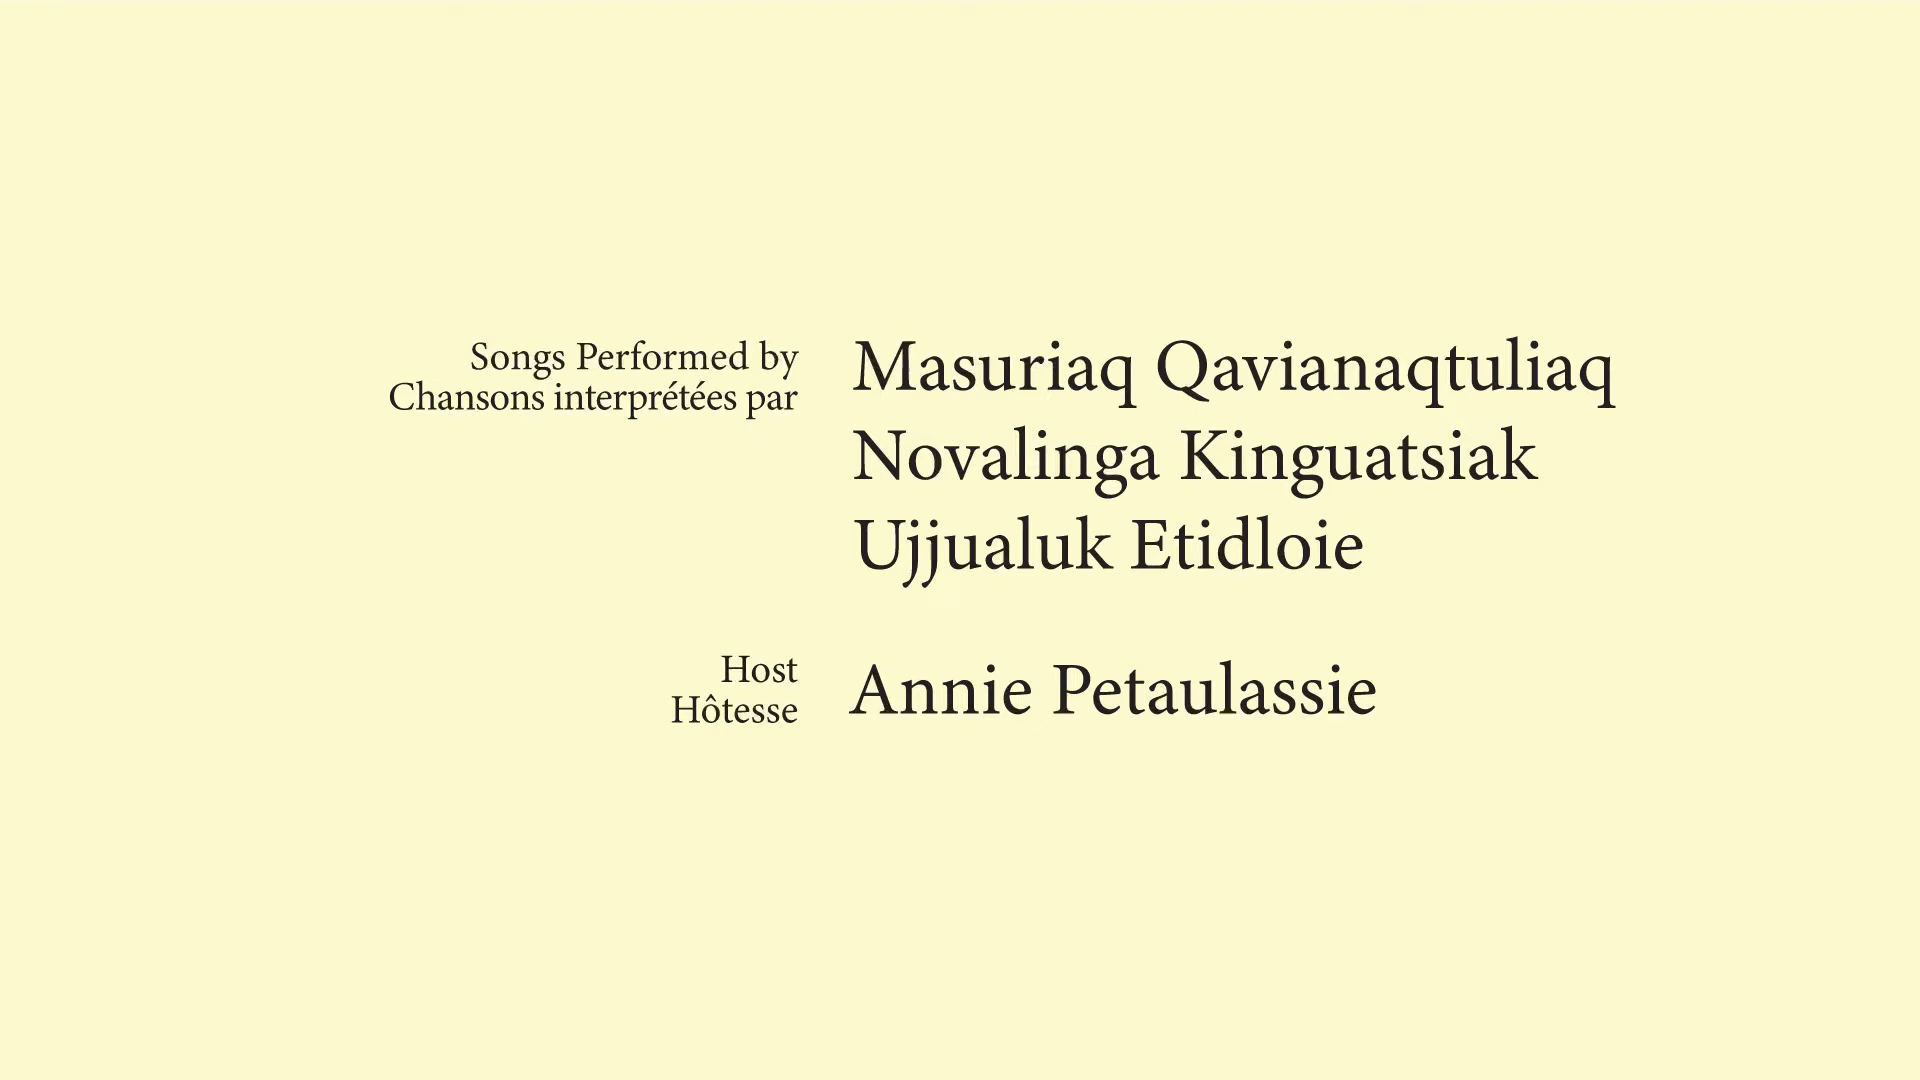 Songs Performed by
Chansons interprétées par
Masuriaq Qavianaqtuliaq
Novalinga Kinguatsiak
Ujjualuk Etidloie
Host
Hôtesse
Annie Petaulassie